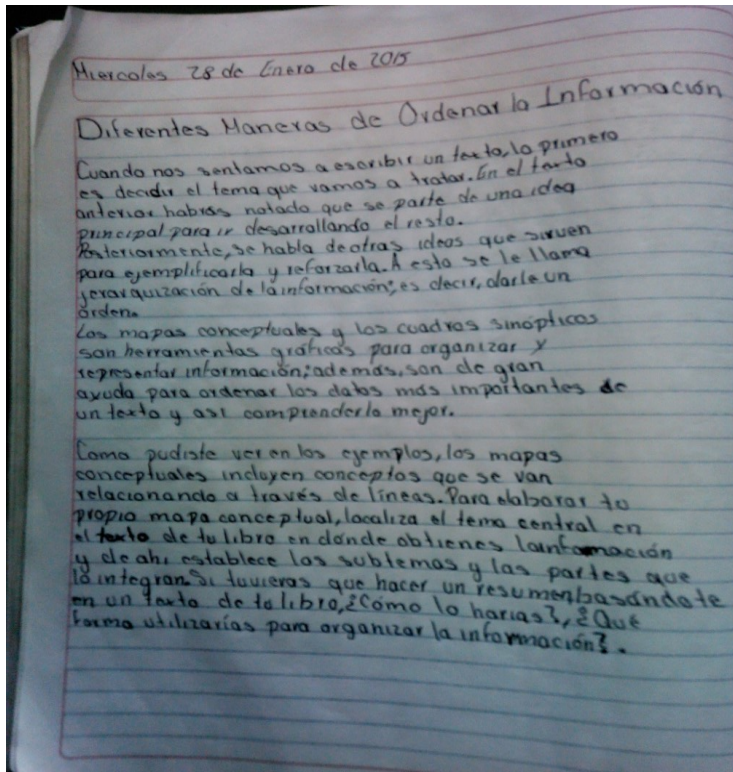 Miercoles 28 de Enero de 2015
Diferentes Maneras de Ordenar la Información
Cuando nos sentamos a escribir un texto, lo primero
es decidir el tema que vamos a tratar. En el texto
anterior habrás notado que se parte de una idea
principal para ir desarrollando el resto.
Posteriormente, se habla de otras ideas que sirven
para ejemplificarla y reforzarla. A esto se le llama
jerarquización de la información; es decir, darle un
orden.
Los mapas conceptuales y los cuadros sinópticos
son herramientas gráficas para organizar y
representar información; además, son de gran
ayuda para ordenar los datos más importantes de
un texto y asi comprenderlo mejor.
Como pudiste ver en los ejemplos, los mapas
conceptuales incluyen conceptos que se van
relacionando a través de líneas. Para elaborar tu
propio mapa conceptual, localiza el tema central en
el texto de tu libro en dónde obtienes la información
y de ahi establece los subtemas y las partes que
lo integran. Si tuvieras que hacer un resumen basándote
en un texto de tu libro, ¿Cómo lo harias?, ¿Qué
forma utilizarías para organizar la información?.